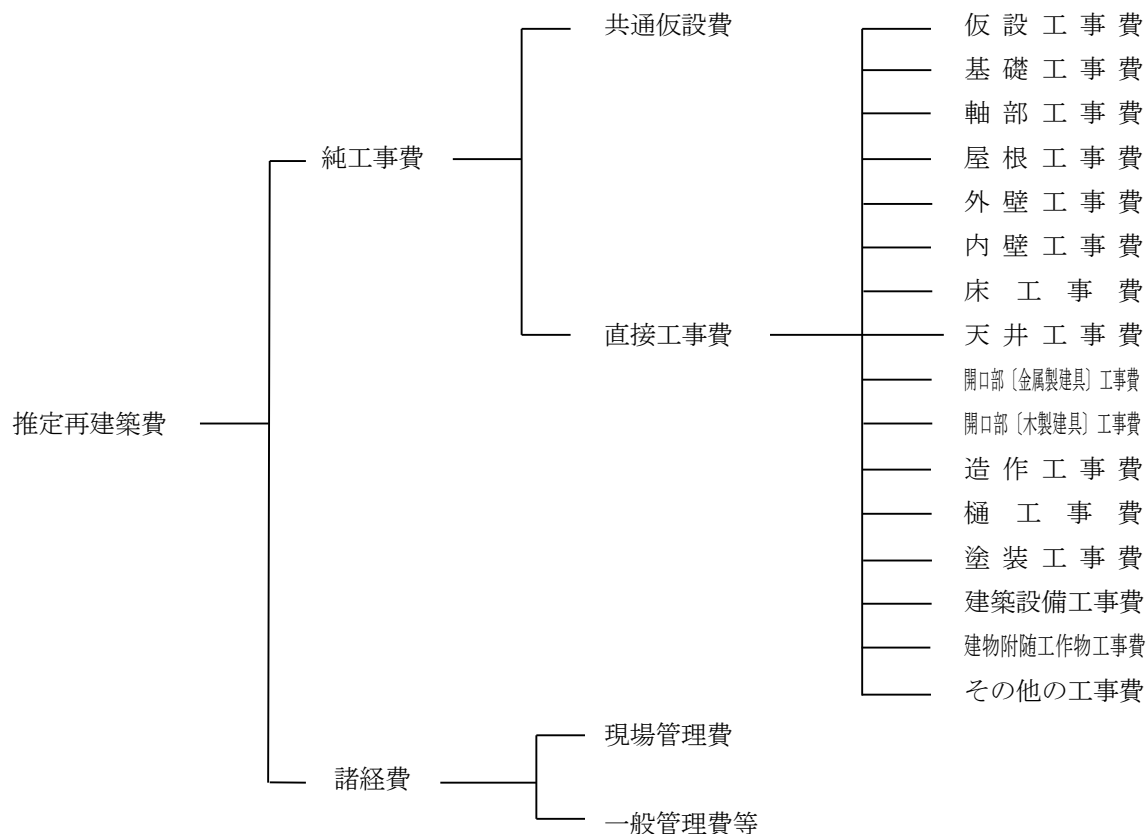 推定再建築費
純工事費
共通仮設費
直接工事費
仮設工事費
基礎工事費
軸部工事費
屋根工事費
外壁工事費
内壁工事費
床工事費
天井工事費
開口部〔金属製建具〕工事費
開口部〔木製建具〕工事費
造作工事費
樋工事費
塗装工事費
建築設備工事費
建物附随工作物工事費
その他の工事費
諸経費
現場管理費
一般管理費等